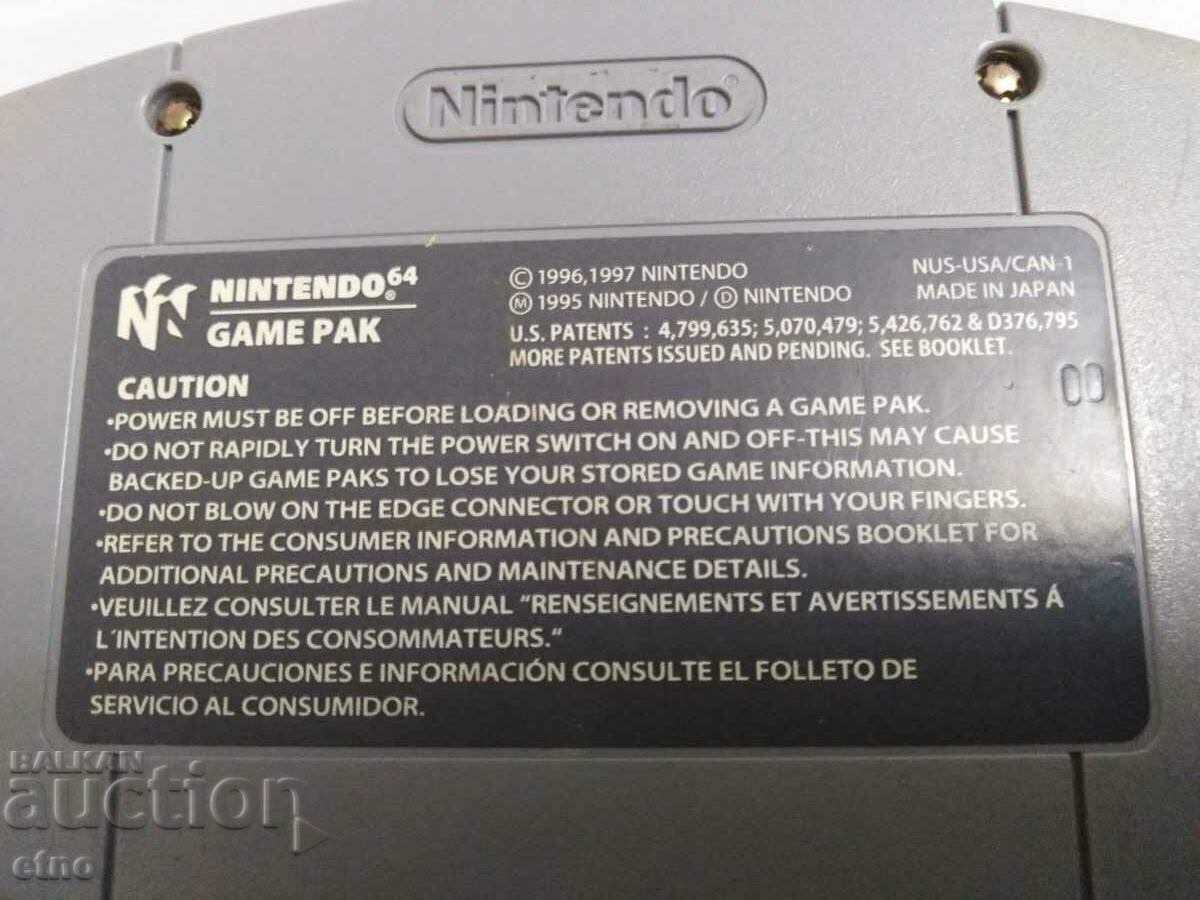 Nintendo®
NINTENDO®64
GAME PAK
© 1996,1997 NINTENDO
Ⓜ 1995 NINTENDO / Ⓓ NINTENDO
NUS-USA/CAN-1
MADE IN JAPAN
U.S. PATENTS : 4,799,635; 5,070,479; 5,426,762 & D376,795
MORE PATENTS ISSUED AND PENDING. SEE BOOKLET.
00
CAUTION
•POWER MUST BE OFF BEFORE LOADING OR REMOVING A GAME PAK.
•DO NOT RAPIDLY TURN THE POWER SWITCH ON AND OFF-THIS MAY CAUSE
BACKED-UP GAME PAKS TO LOSE YOUR STORED GAME INFORMATION.
•DO NOT BLOW ON THE EDGE CONNECTOR OR TOUCH WITH YOUR FINGERS.
•REFER TO THE CONSUMER INFORMATION AND PRECAUTIONS BOOKLET FOR
ADDITIONAL PRECAUTIONS AND MAINTENANCE DETAILS.
•VEUILLEZ CONSULTER LE MANUAL "RENSEIGNEMENTS ET AVERTISSEMENTS Á
L'INTENTION DES CONSOMMATEURS."
•PARA PRECAUCIONES E INFORMACIÓN CONSULTE EL FOLLETO DE
SERVICIO AL CONSUMIDOR.
BALKAN
auction
etno